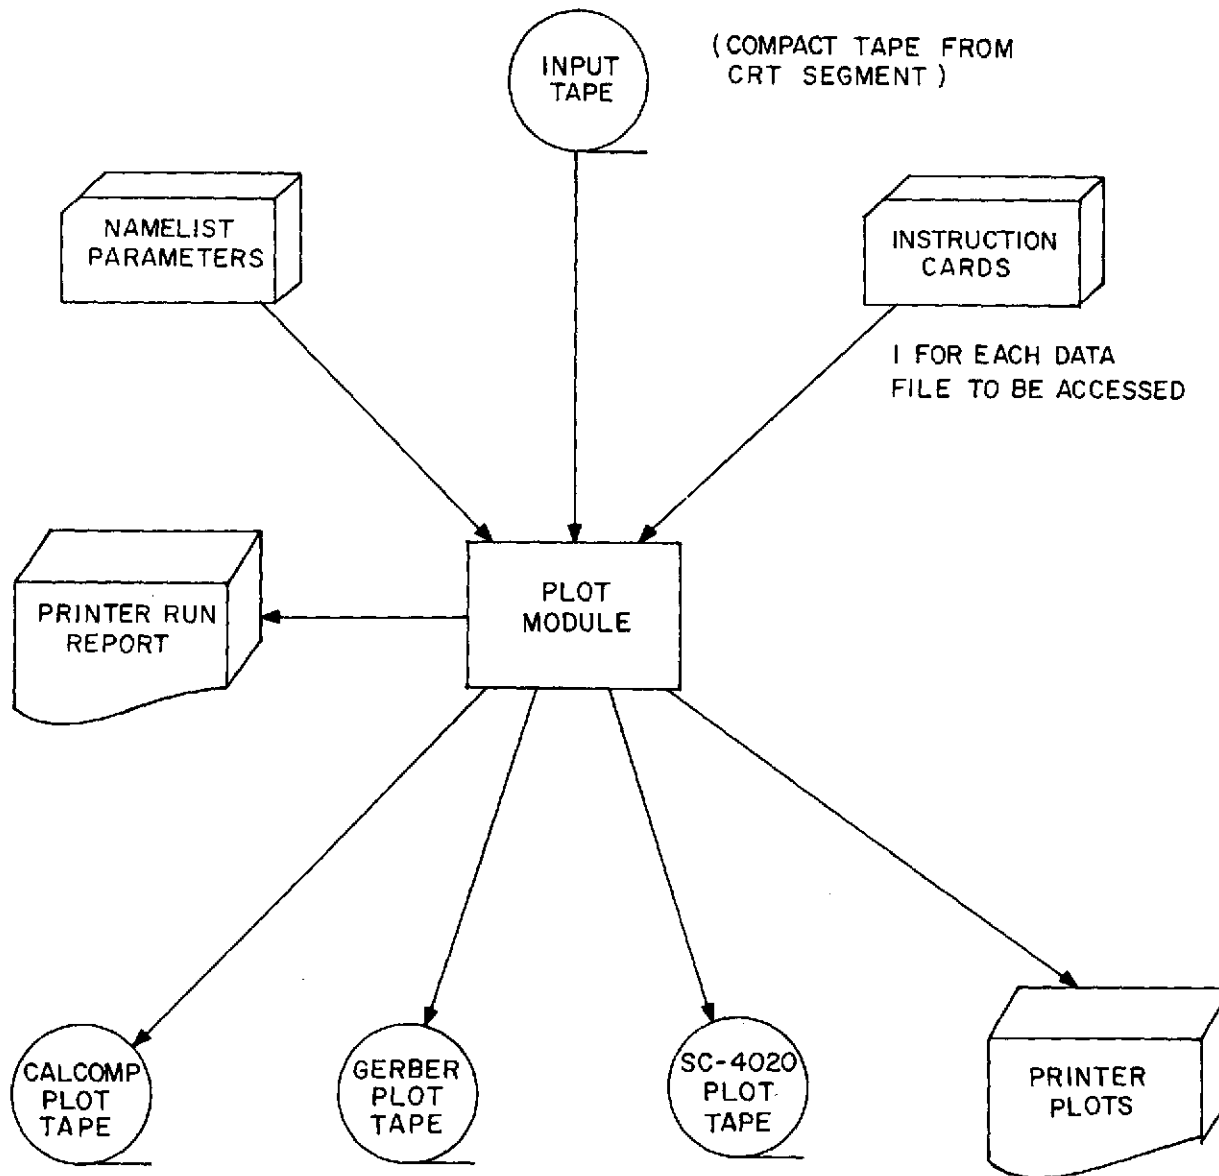 INPUT
TAPE
(COMPACT TAPE FROM
CRT SEGMENT)
NAMELIST
PARAMETERS
INSTRUCTION
CARDS
1 FOR EACH DATA
FILE TO BE ACCESSED
PLOT
MODULE
PRINTER RUN
REPORT
CALCOMP
PLOT
TAPE
GERBER
PLOT
TAPE
SC-4020
PLOT
TAPE
PRINTER
PLOTS